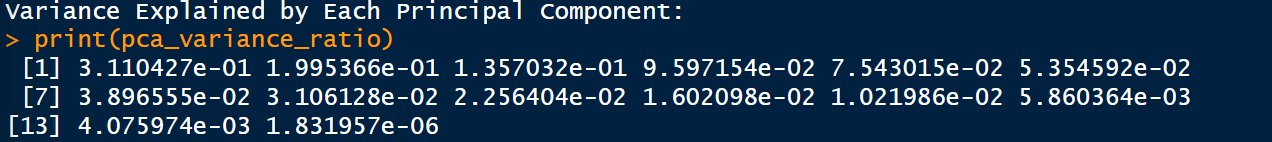 Variance Explained by Each Principal Component:
> print(pca_variance_ratio)
 [1] 3.110427e-01 1.995366e-01 1.357032e-01 9.597154e-02 7.543015e-02 5.354592e-02
 [7] 3.896555e-02 3.106128e-02 2.256404e-02 1.602098e-02 1.021986e-02 5.860364e-03
[13] 4.075974e-03 1.831957e-06